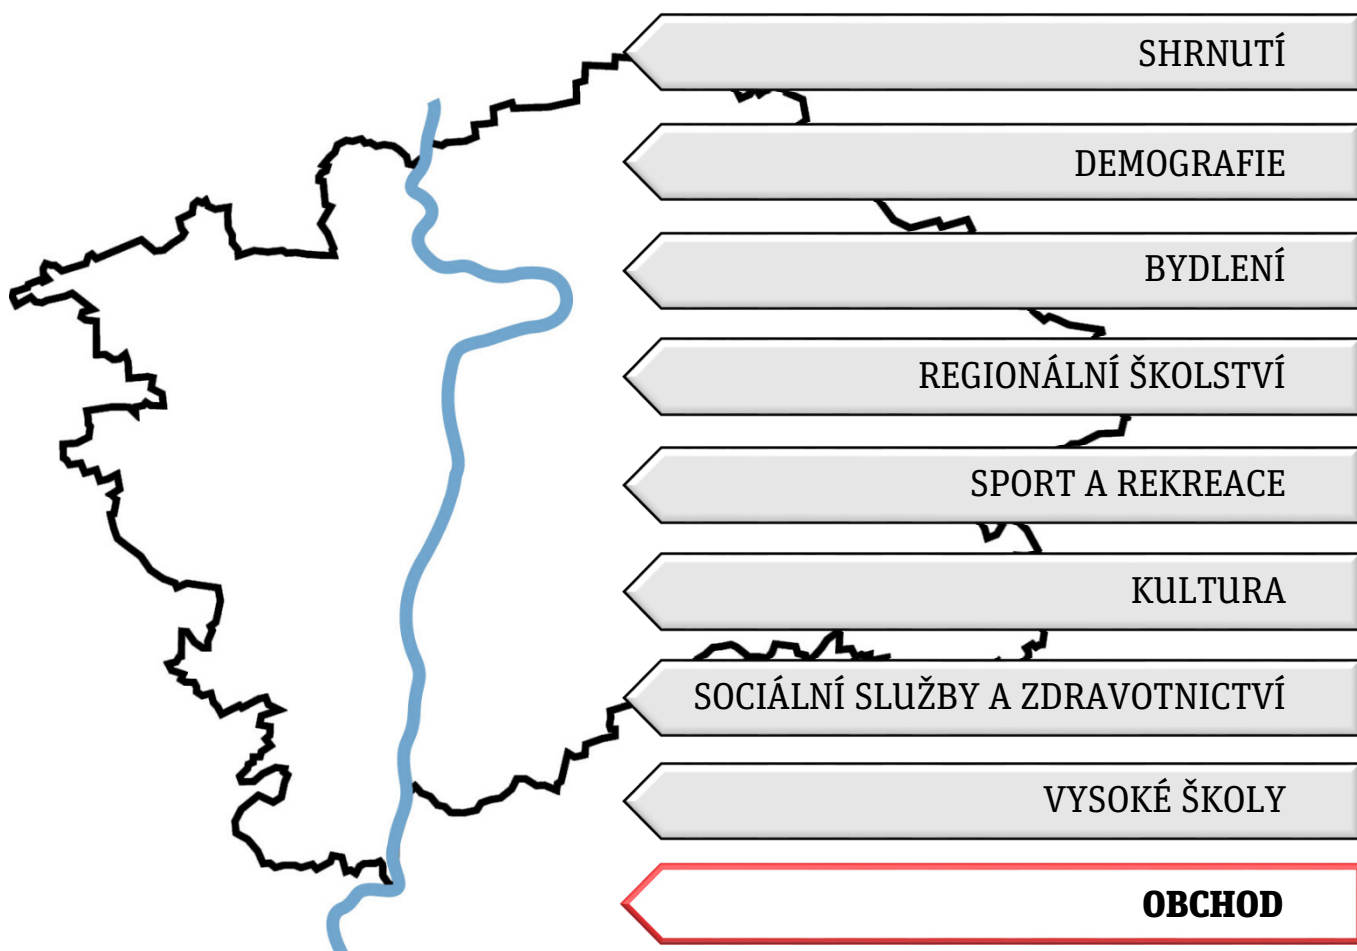 SHRNUTÍ
DEMOGRAFIE
BYDLENÍ
REGIONÁLNÍ ŠKOLSTVÍ
SPORT A REKREACE
KULTURA
SOCIÁLNÍ SLUŽBY A ZDRAVOTNICTVÍ
VYSOKÉ ŠKOLY
OBCHOD